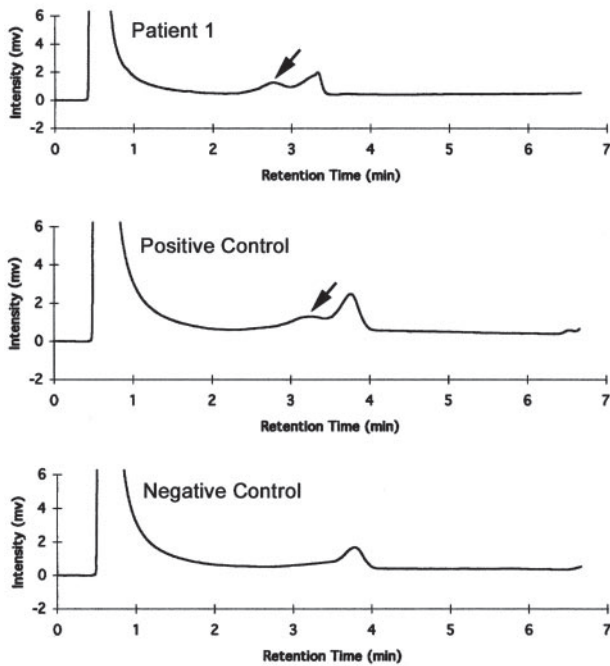 Patient 1
Intensity (mv)
6
4
2
0
-2
0 1 2 3 4 5 6 7
Retention Time (min)
Positive Control
Intensity (mv)
6
4
2
0
-2
0 1 2 3 4 5 6 7
Retention Time (min)
Negative Control
Intensity (mv)
6
4
2
0
-2
0 1 2 3 4 5 6 7
Retention Time (min)